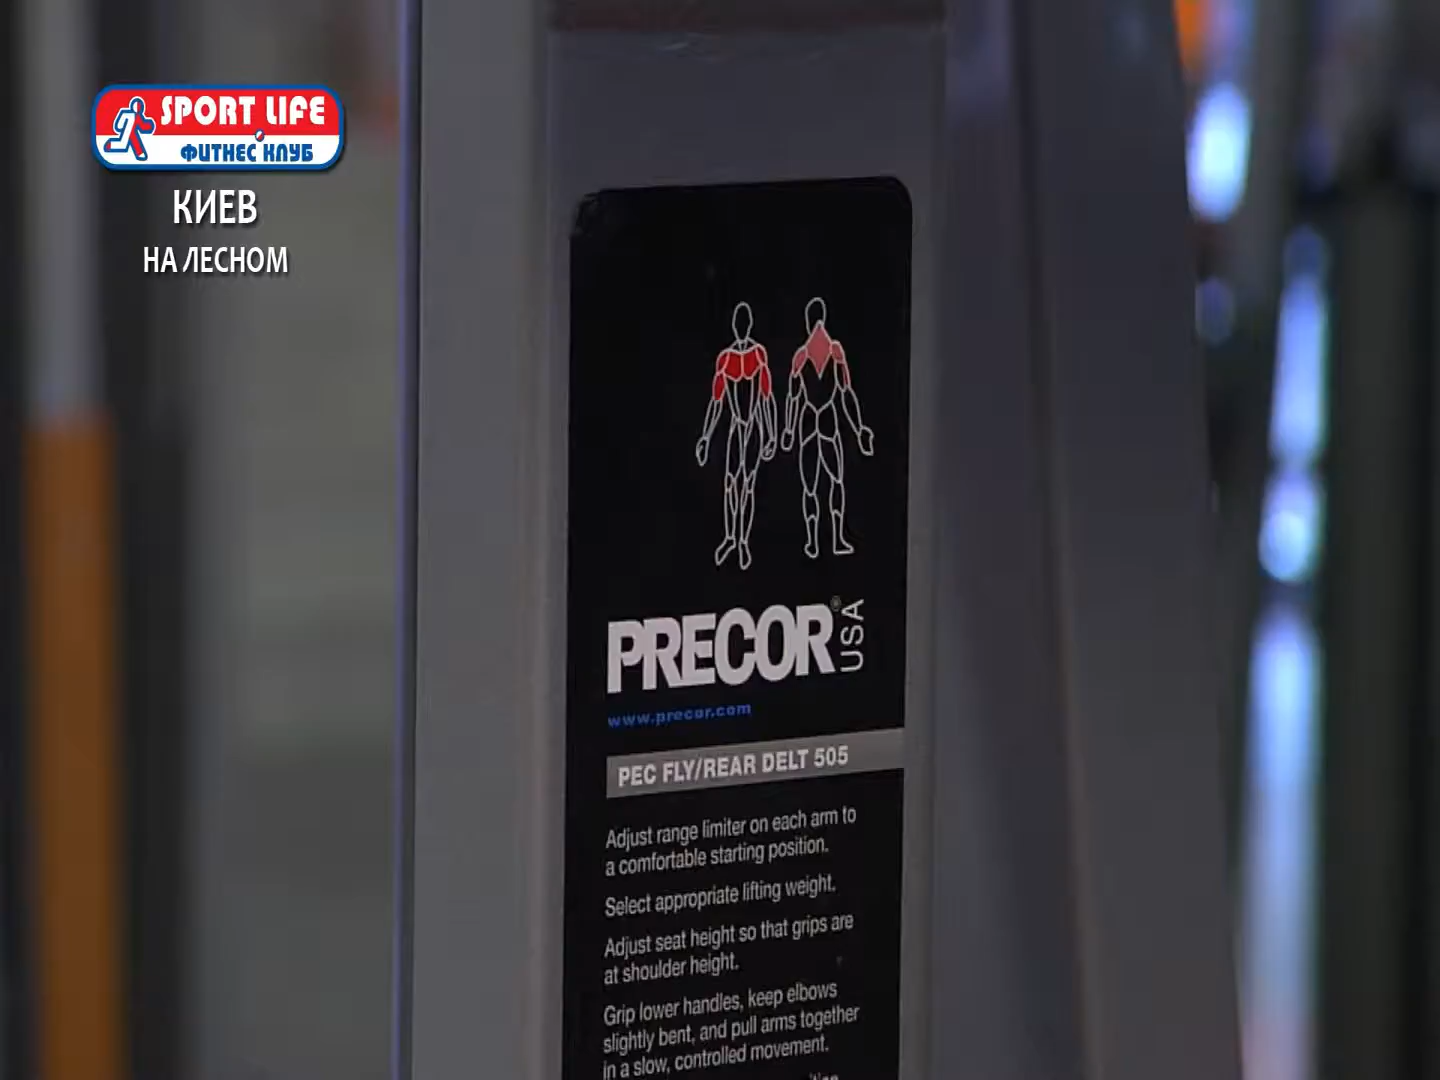 SPORT LIFE
ФИТНЕС КЛУБ
КИЕВ
НА ЛЕСНОМ
PRECOR® USA
www.precor.com
PEC FLY/REAR DELT 505
Adjust range limiter on each arm to
a comfortable starting position.
Select appropriate lifting weight.
Adjust seat height so that grips are
at shoulder height.
Grip lower handles, keep elbows
slightly bent, and pull arms together
in a slow, controlled movement.